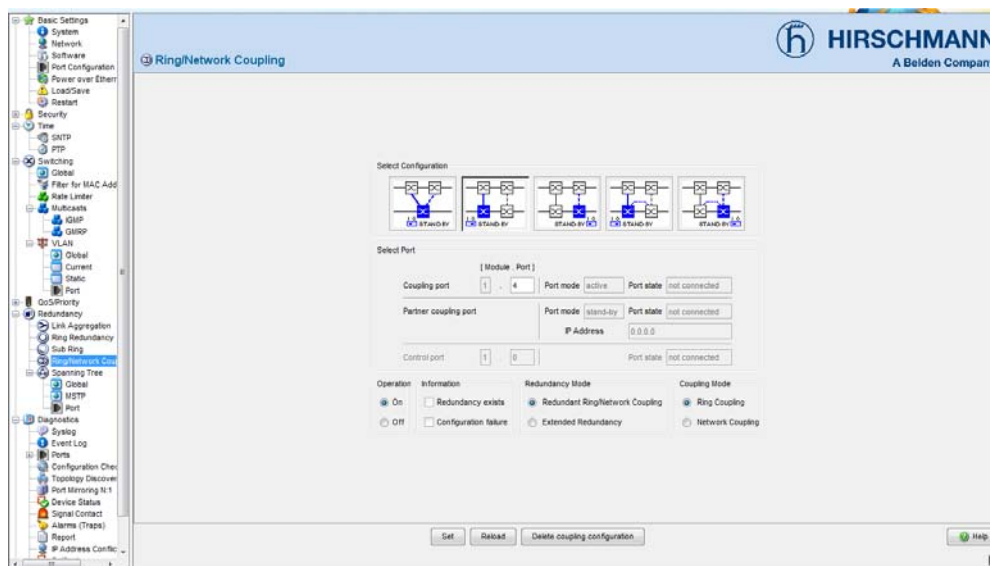 Basic Settings
System
Network
Software
Port Configuration
Power over Ethern
Load/Save
Restart
Security
Time
SNTP
PTP
Switching
Global
Filter for MAC Add
Rate Limiter
Multicasts
IGMP
GMRP
VLAN
Global
Current
Static
Port
QoS/Priority
Redundancy
Link Aggregation
Ring Redundancy
Sub Ring
Ring/Network Cou
Spanning Tree
Global
MSTP
Port
Diagnostics
Syslog
Event Log
Ports
Configuration Chec
Topology Discover
Port Mirroring N:1
Device Status
Signal Contact
Alarms (Traps)
Report
IP Address Conflic
Ring/Network Coupling
HIRSCHMANN
A Belden Compan
Select Configuration
STAND-BY STAND-BY STAND-BY STAND-BY STAND-BY
Select Port
[ Module . Port ]
Coupling port 1 . 4 Port mode active Port state not connected
Partner coupling port Port mode stand-by Port state not connected
IP Address 0.0.0.0
Control port 1 . 0 Port state not connected
Operation Information Redundancy Mode Coupling Mode
On Redundancy exists Redundant Ring/Network Coupling Ring Coupling
Off Configuration failure Extended Redundancy Network Coupling
Set Reload Delete coupling configuration Help